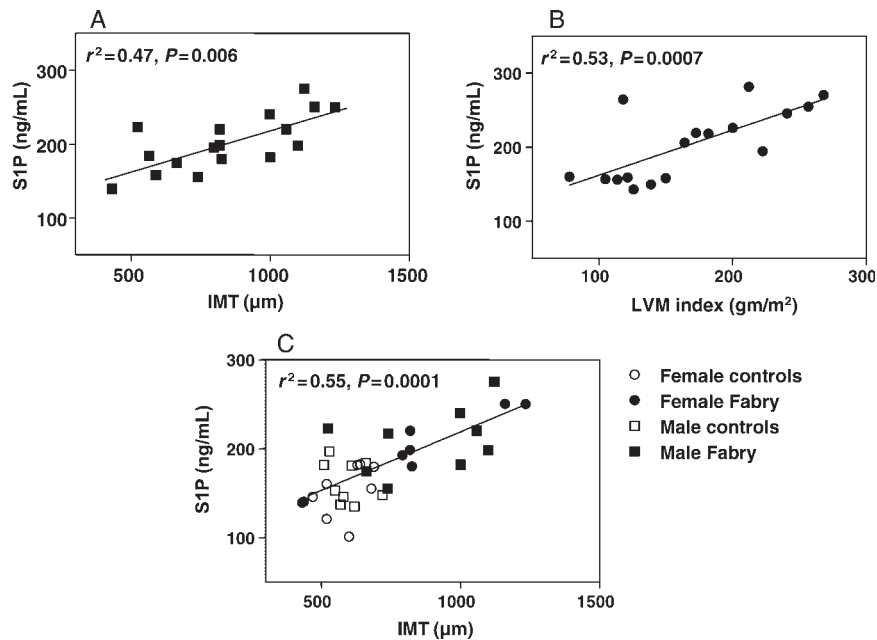 A
r²=0.47, P=0.006
S1P (ng/mL)
300
200
100
500
1000
1500
IMT (μm)
B
r²=0.53, P=0.0007
S1P (ng/mL)
300
200
100
100
200
300
LVM index (gm/m²)
C
r²=0.55, P=0.0001
S1P (ng/mL)
300
200
100
500
1000
1500
IMT (μm)
Female controls
Female Fabry
Male controls
Male Fabry